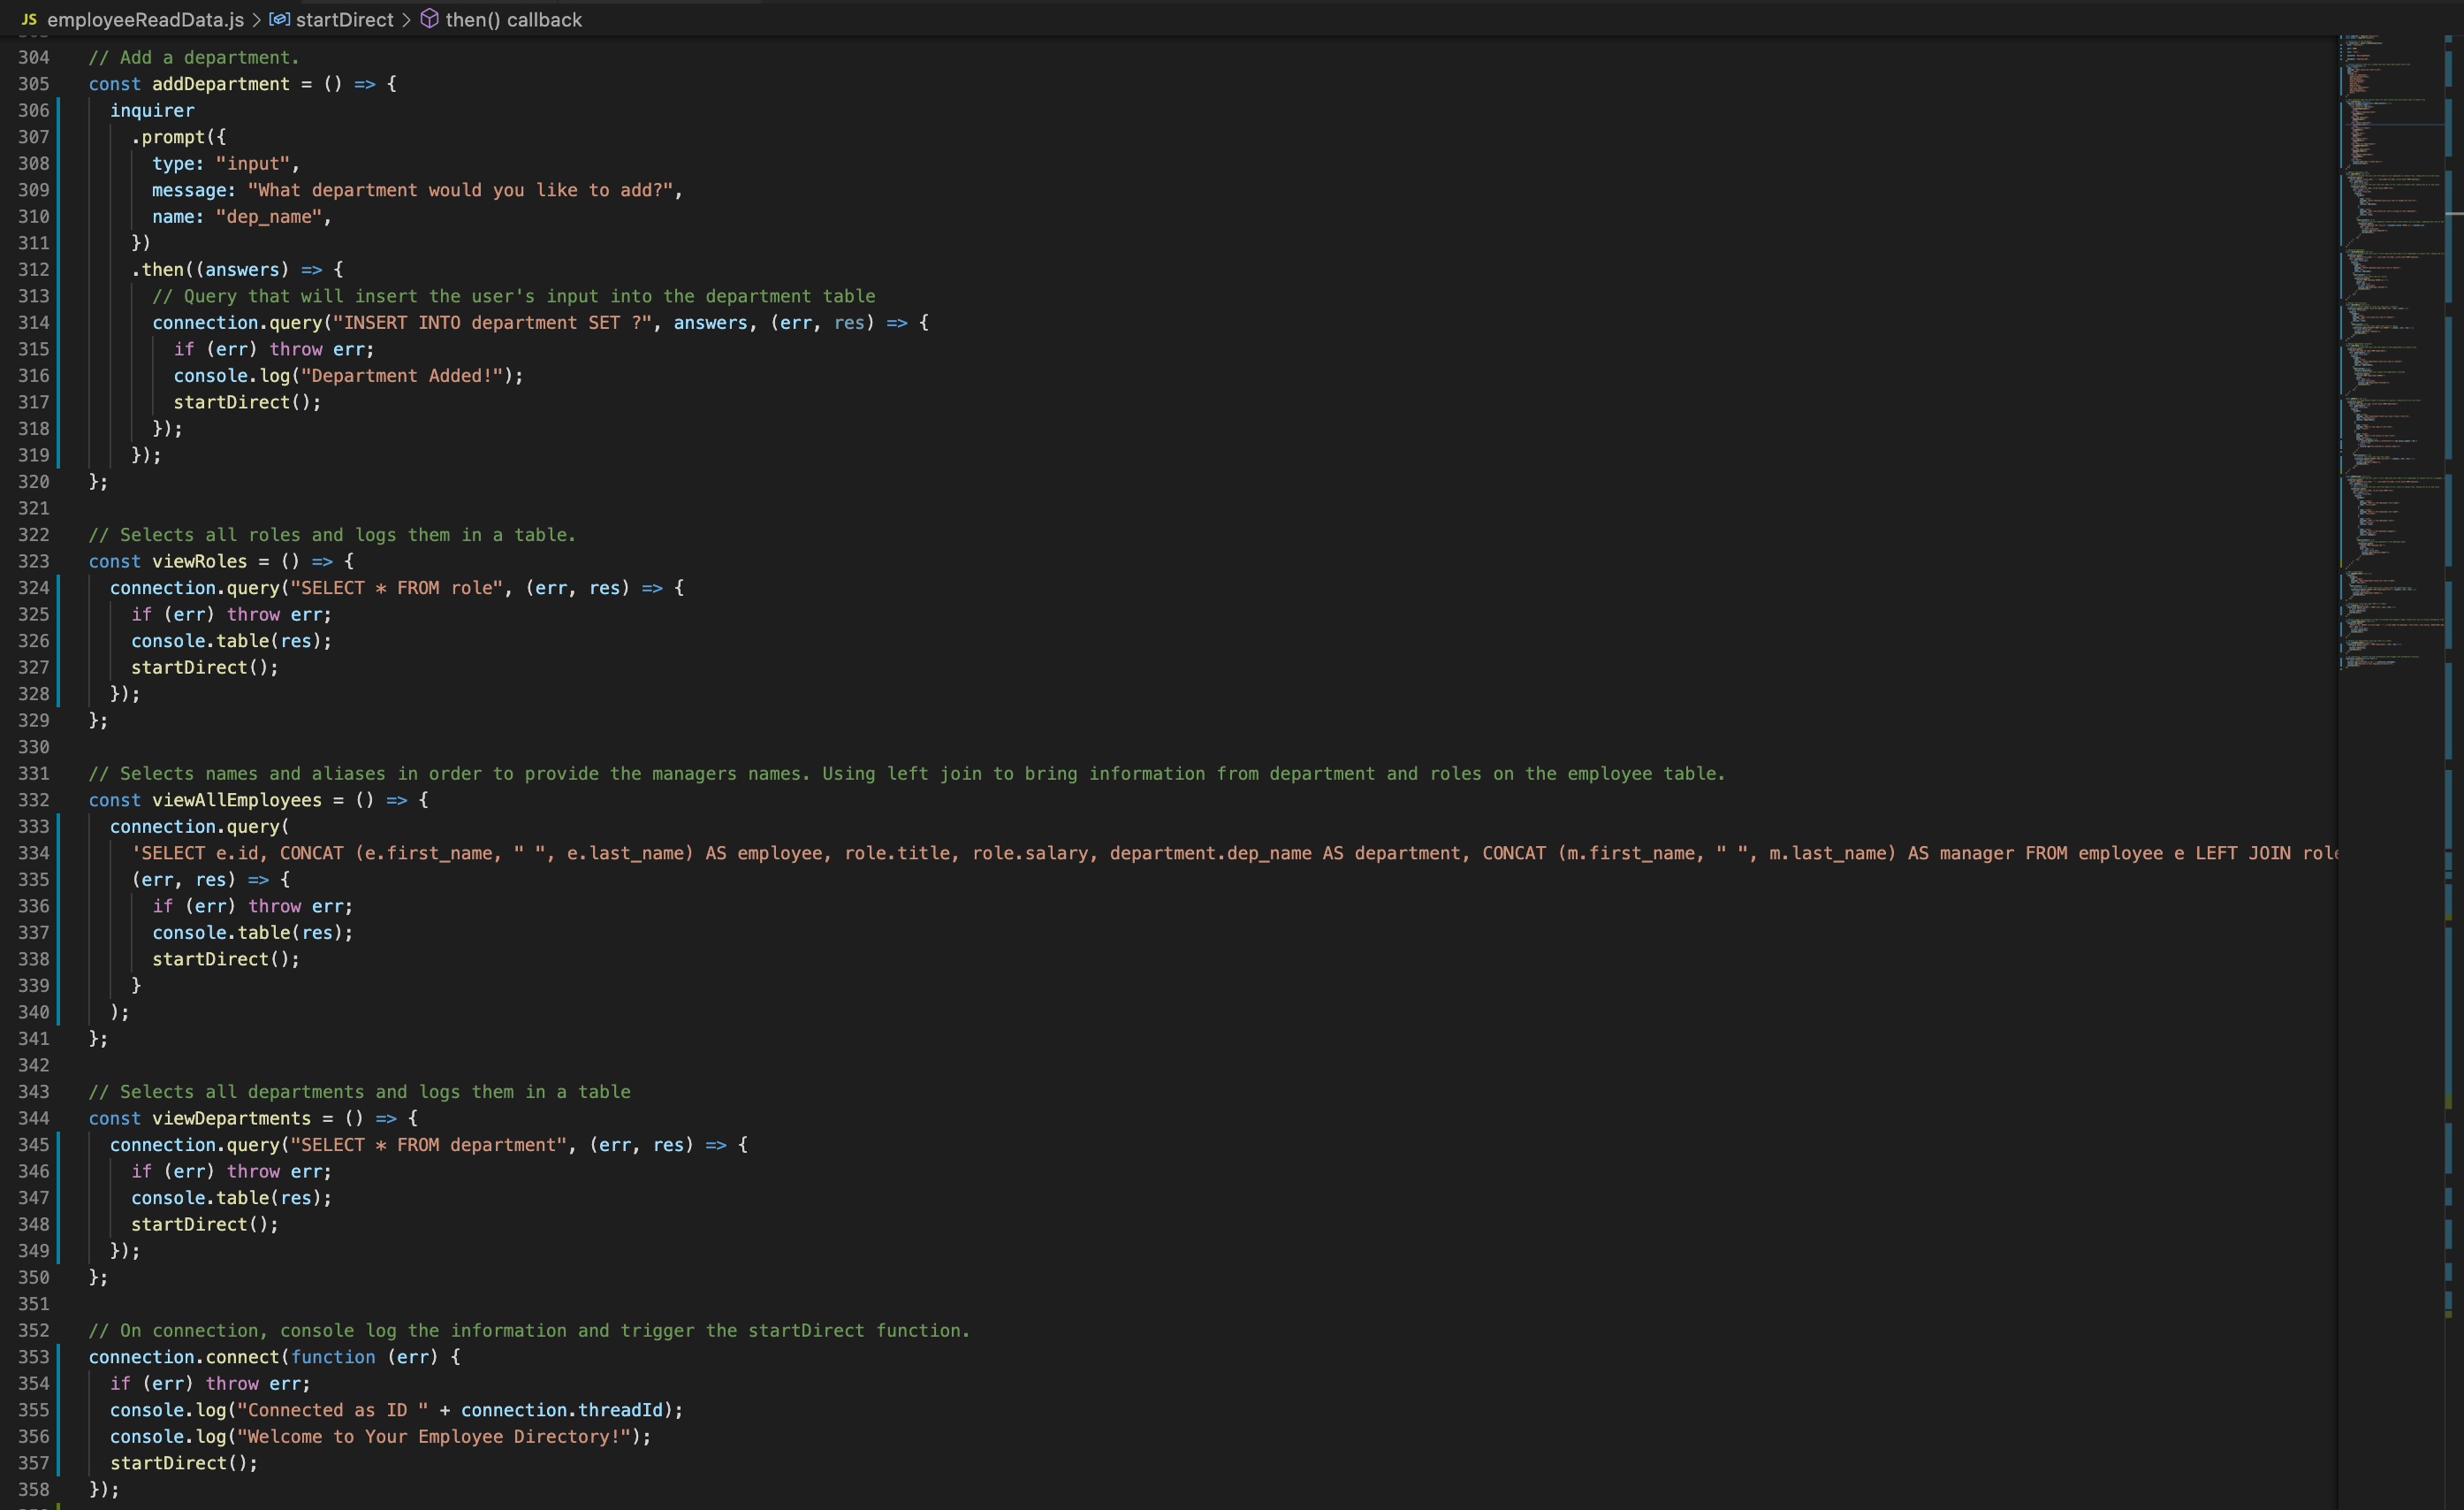 JS employeeReadData.js > startDirect > then() callback
304 // Add a department.
305 const addDepartment = () => {
306   inquirer
307     .prompt({
308       type: "input",
309       message: "What department would you like to add?",
310       name: "dep_name",
311     })
312     .then((answers) => {
313       // Query that will insert the user's input into the department table
314       connection.query("INSERT INTO department SET ?", answers, (err, res) => {
315         if (err) throw err;
316         console.log("Department Added!");
317         startDirect();
318       });
319     });
320 };
321
322 // Selects all roles and logs them in a table.
323 const viewRoles = () => {
324   connection.query("SELECT * FROM role", (err, res) => {
325     if (err) throw err;
326     console.table(res);
327     startDirect();
328   });
329 };
330
331 // Selects names and aliases in order to provide the managers names. Using left join to bring information from department and roles on the employee table.
332 const viewAllEmployees = () => {
333   connection.query(
334     'SELECT e.id, CONCAT (e.first_name, " ", e.last_name) AS employee, role.title, role.salary, department.dep_name AS department, CONCAT (m.first_name, " ", m.last_name) AS manager FROM employee e LEFT JOIN role
335     (err, res) => {
336       if (err) throw err;
337       console.table(res);
338       startDirect();
339     }
340   );
341 };
342
343 // Selects all departments and logs them in a table
344 const viewDepartments = () => {
345   connection.query("SELECT * FROM department", (err, res) => {
346     if (err) throw err;
347     console.table(res);
348     startDirect();
349   });
350 };
351
352 // On connection, console log the information and trigger the startDirect function.
353 connection.connect(function (err) {
354   if (err) throw err;
355   console.log("Connected as ID " + connection.threadId);
356   console.log("Welcome to Your Employee Directory!");
357   startDirect();
358 });